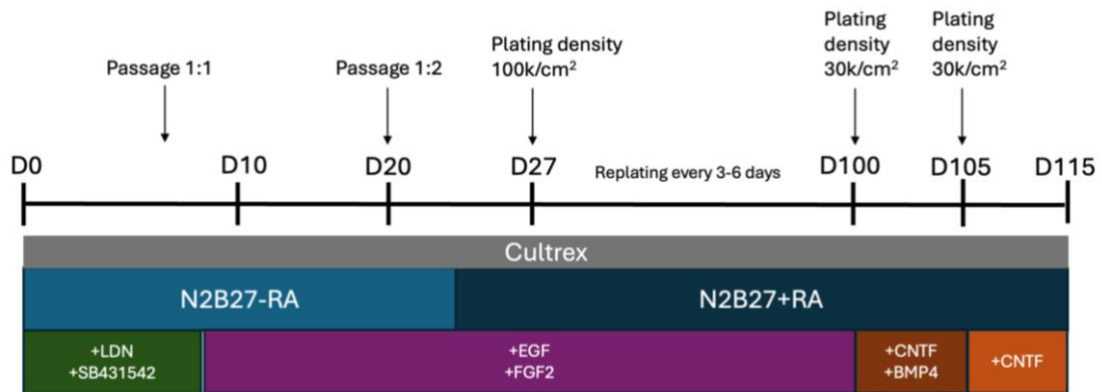 Passage 1:1
Passage 1:2
Plating density
100k/cm²
Plating
density
30k/cm²
Plating
density
30k/cm²
D0
D10
D20
D27
Replating every 3-6 days
D100
D105
D115
Cultrex
N2B27-RA
N2B27+RA
+LDN
+SB431542
+EGF
+FGF2
+CNTF
+BMP4
+CNTF